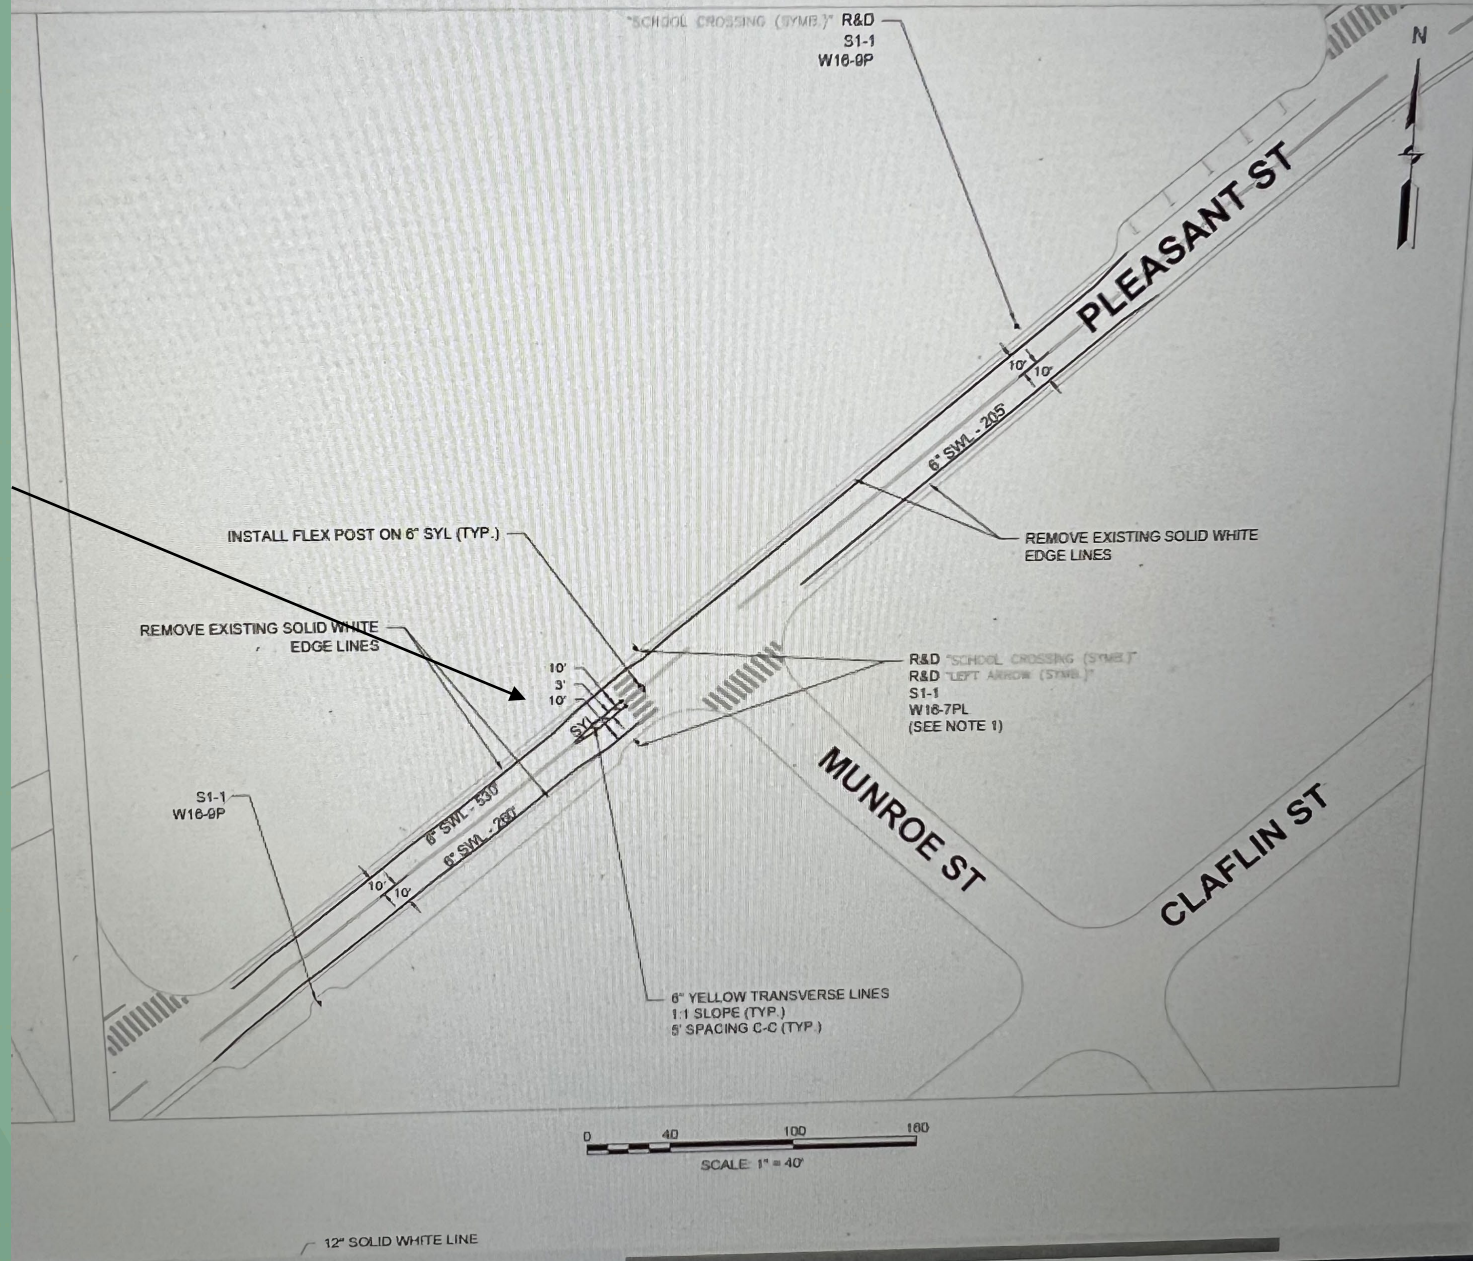 "SCHOOL CROSSING (SYMB.)" R&D
S1-1
W16-9P
N
PLEASANT ST
10'
10'
6" SWL - 205'
INSTALL FLEX POST ON 6" SYL (TYP.)
REMOVE EXISTING SOLID WHITE
EDGE LINES
REMOVE EXISTING SOLID WHITE
EDGE LINES
10'
3'
10'
SYL
R&D "SCHOOL CROSSING (SYMB.)"
R&D "LEFT ARROW (SYMB.)"
S1-1
W16-7PL
(SEE NOTE 1)
MUNROE ST
CLAFLIN ST
S1-1
W16-9P
6" SWL - 530'
6" SWL - 260'
10'
10'
6" YELLOW TRANSVERSE LINES
1:1 SLOPE (TYP.)
5' SPACING C-C (TYP.)
0 40 100 160
SCALE: 1" = 40'
12" SOLID WHITE LINE